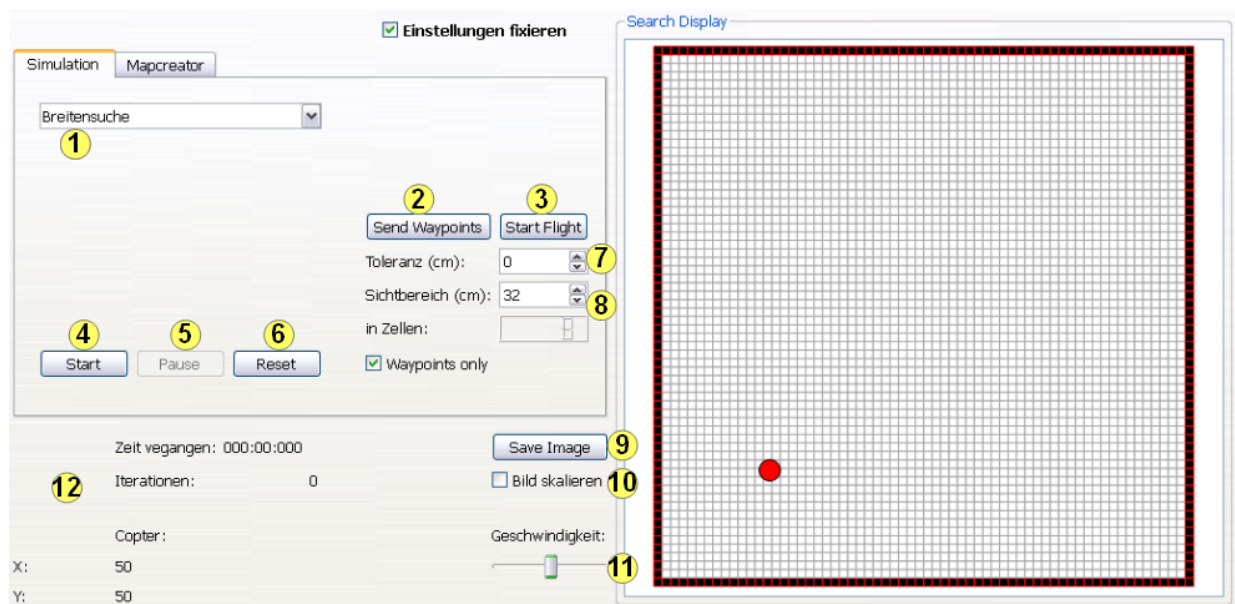 Einstellungen fixieren
Search Display
Simulation
Mapcreator
Breitensuche
1
2
3
Send Waypoints
Start Flight
Toleranz (cm):
0
7
Sichtbereich (cm):
32
8
in Zellen:
4
5
6
Start
Pause
Reset
Waypoints only
Zeit vegangen: 000:00:000
Save Image
9
12
Iterationen:
0
Bild skalieren
10
Copter:
Geschwindigkeit:
X:
50
11
Y:
50